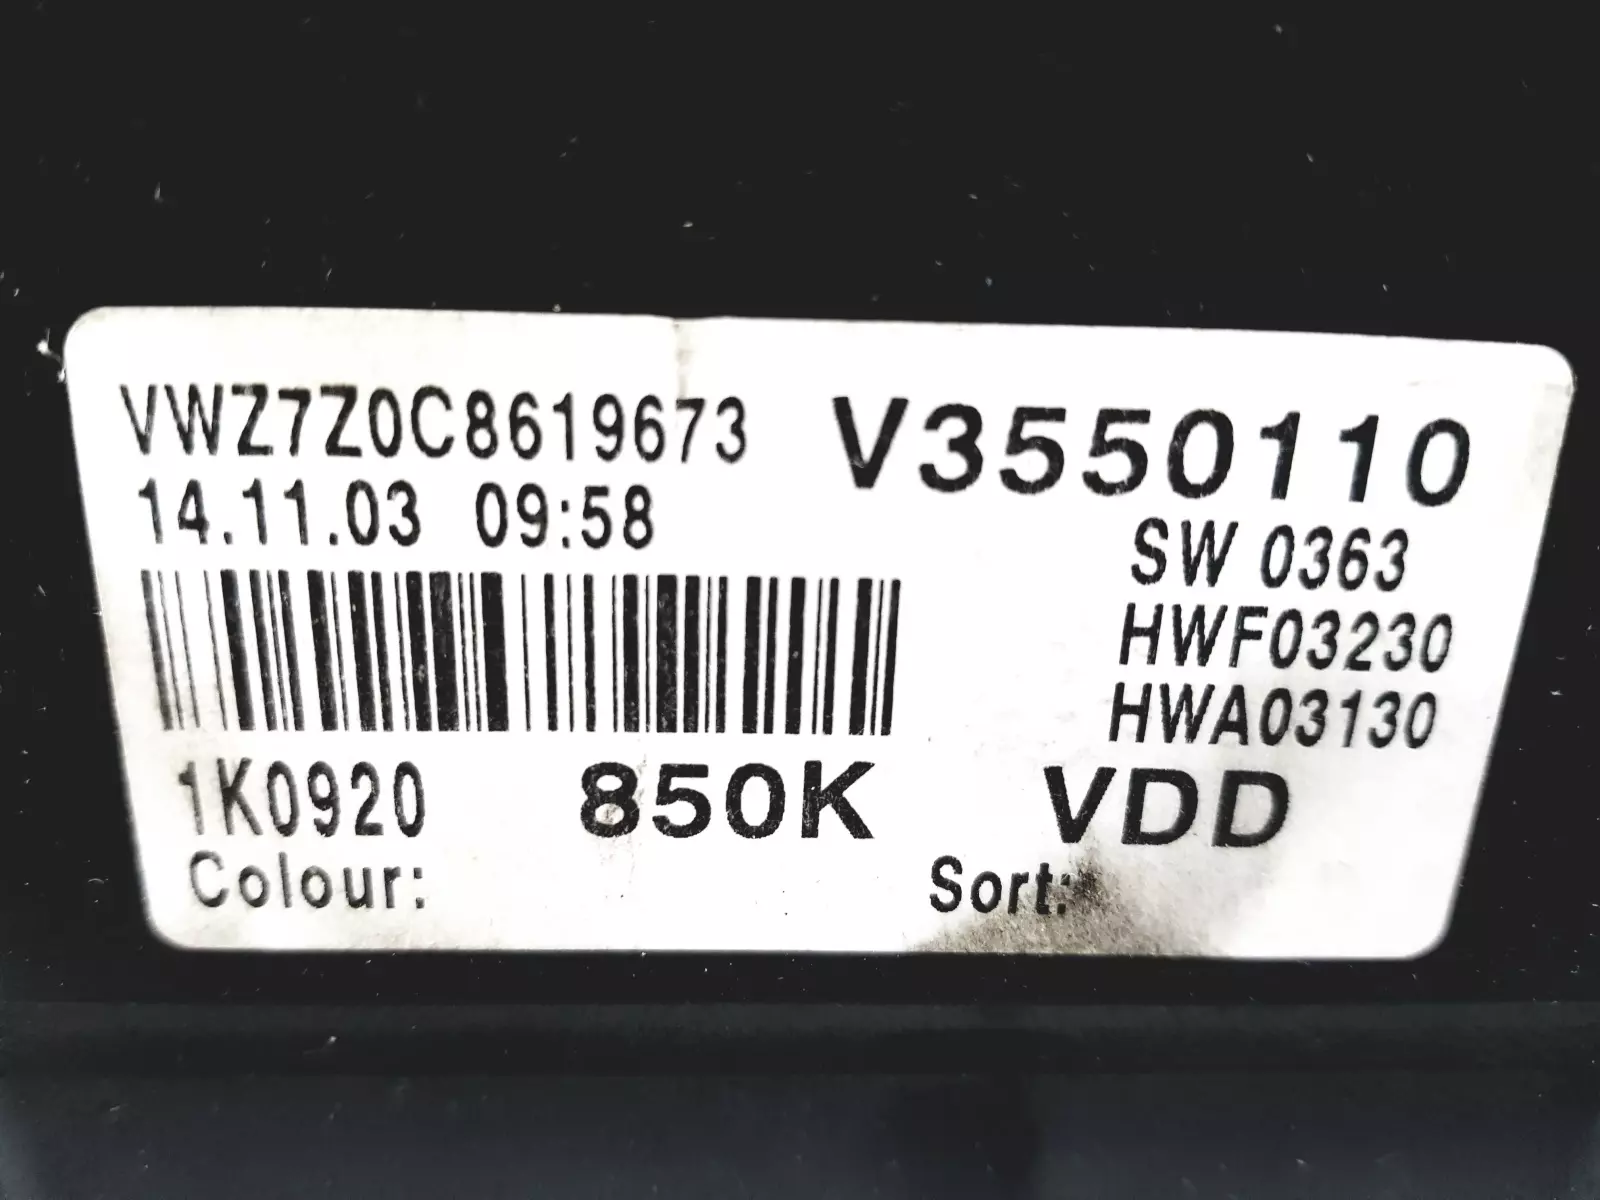 VWZ7Z0C8619673 V3550110
14.11.03 09:58 SW 0363
HWF03230
HWA03130
1K0920 850K VDD
Colour: Sort: